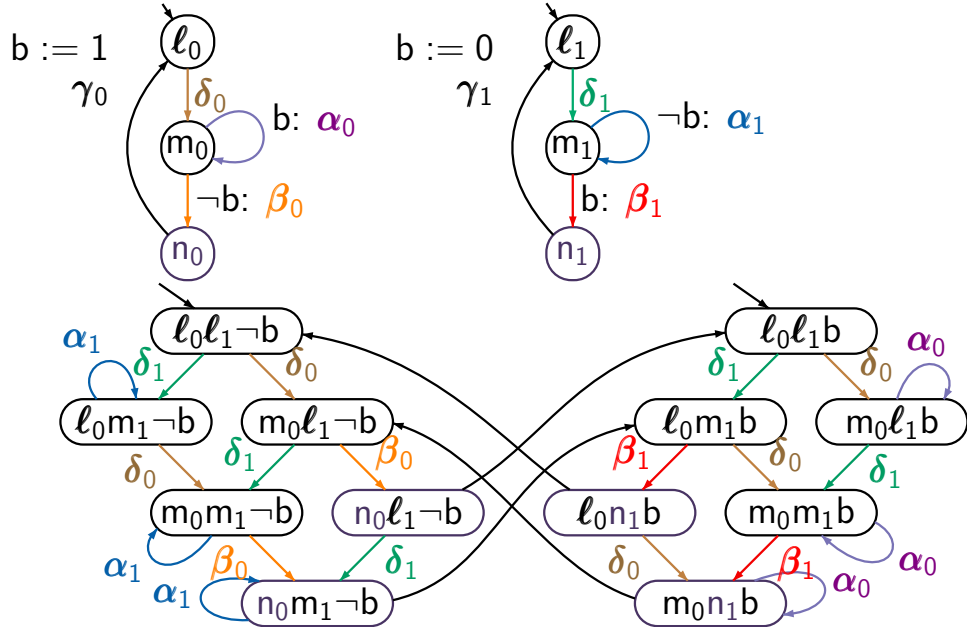 b := 1 ℓ₀ b := 0 ℓ₁
γ₀ δ₀ γ₁ δ₁
m₀ b: α₀ m₁ ¬b: α₁
¬b: β₀ b: β₁
n₀ n₁
ℓ₀ℓ₁¬b ℓ₀ℓ₁b
α₁ δ₁ δ₀ δ₁ δ₀ α₀
ℓ₀m₁¬b m₀ℓ₁¬b ℓ₀m₁b m₀ℓ₁b
δ₀ δ₁ β₀ β₁ δ₀ δ₁
m₀m₁¬b n₀ℓ₁¬b ℓ₀n₁b m₀m₁b
α₁ β₀ δ₁ δ₀ β₁ α₀
α₁ n₀m₁¬b m₀n₁b α₀